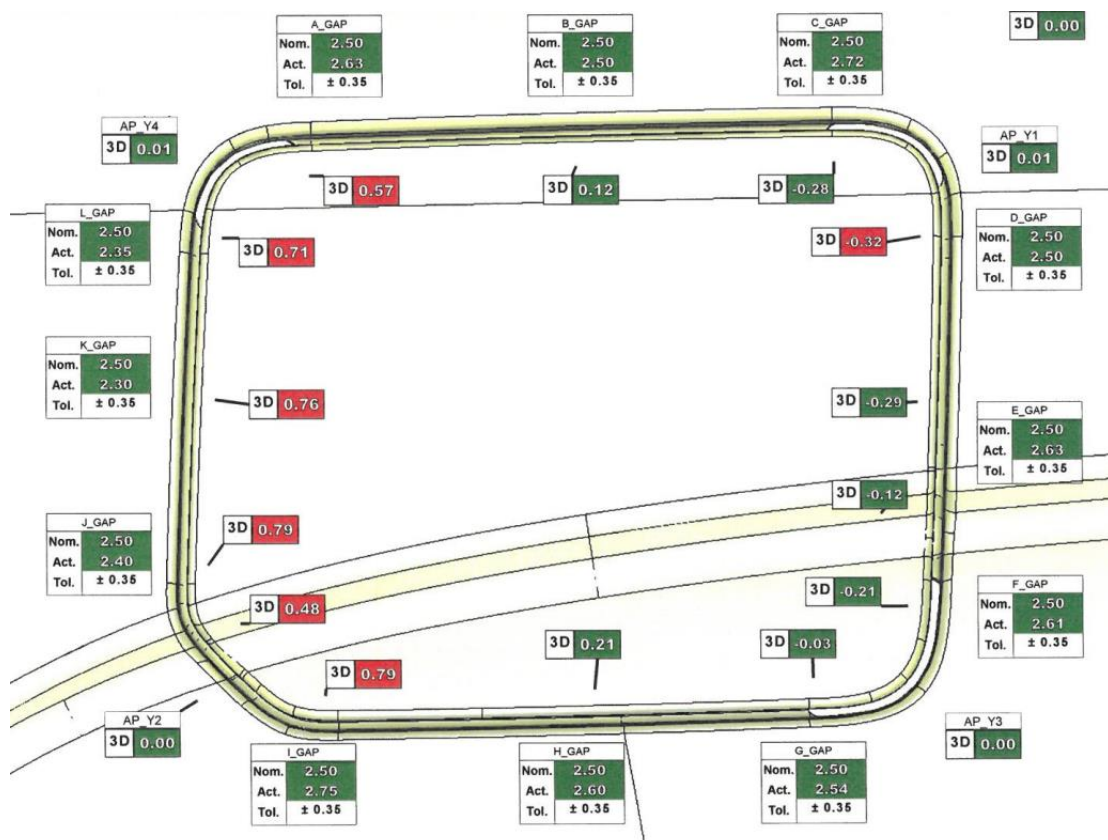 A_GAP
Nom. 2.50
Act. 2.63
Tol. ± 0.35
B_GAP
Nom. 2.50
Act. 2.50
Tol. ± 0.35
C_GAP
Nom. 2.50
Act. 2.72
Tol. ± 0.35
3D 0.00
AP_Y4
3D 0.01
AP_Y1
3D 0.01
3D 0.57
3D 0.12
3D -0.28
L_GAP
Nom. 2.50
Act. 2.35
Tol. ± 0.35
3D 0.71
3D -0.32
D_GAP
Nom. 2.50
Act. 2.50
Tol. ± 0.35
K_GAP
Nom. 2.50
Act. 2.30
Tol. ± 0.35
3D 0.76
3D -0.29
E_GAP
Nom. 2.50
Act. 2.63
Tol. ± 0.35
3D -0.12
J_GAP
Nom. 2.50
Act. 2.40
Tol. ± 0.35
3D 0.79
3D 0.48
3D -0.21
F_GAP
Nom. 2.50
Act. 2.61
Tol. ± 0.35
3D 0.79
3D 0.21
3D -0.03
AP_Y2
3D 0.00
AP_Y3
3D 0.00
I_GAP
Nom. 2.50
Act. 2.75
Tol. ± 0.35
H_GAP
Nom. 2.50
Act. 2.60
Tol. ± 0.35
G_GAP
Nom. 2.50
Act. 2.54
Tol. ± 0.35